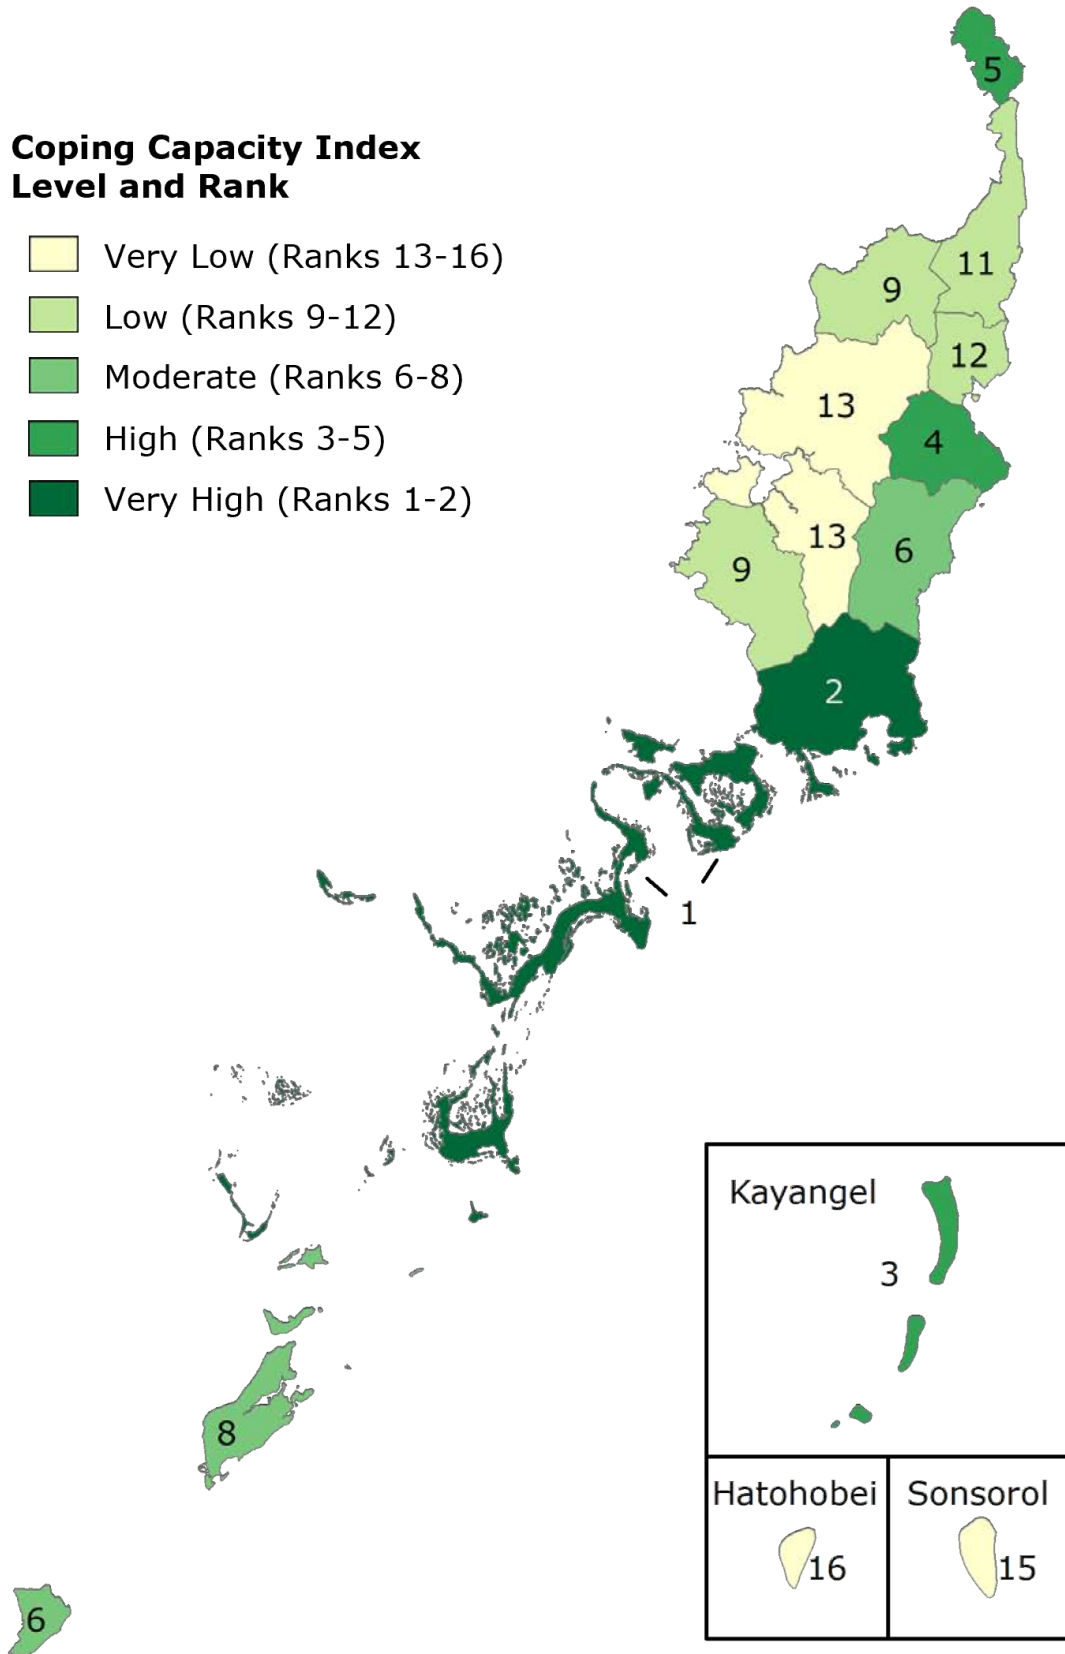 5
Coping Capacity Index
Level and Rank
Very Low (Ranks 13-16)
Low (Ranks 9-12)
Moderate (Ranks 6-8)
High (Ranks 3-5)
Very High (Ranks 1-2)
11
9
12
13
4
13
6
9
2
1
Kayangel
3
8
Hatohobei
Sonsorol
16
15
6